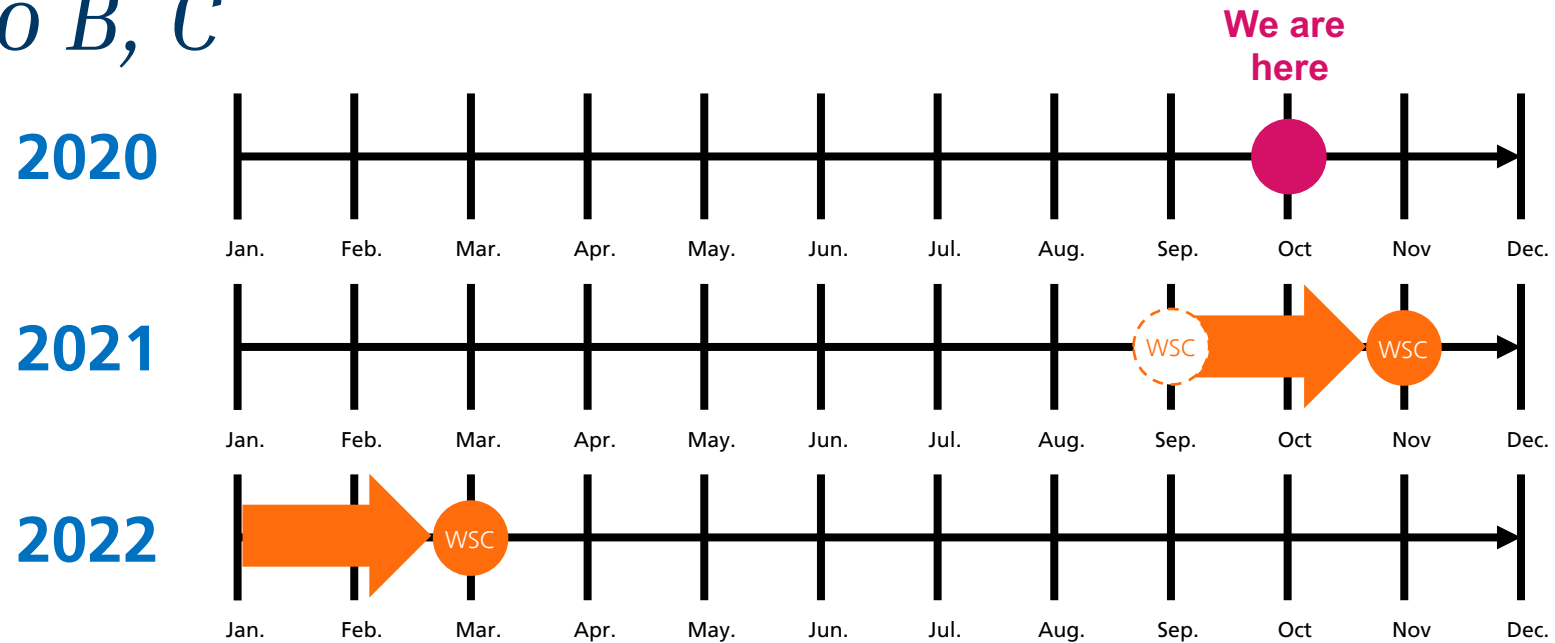 o B, C
We are
here
2020
Jan. Feb. Mar. Apr. May. Jun. Jul. Aug. Sep. Oct Nov Dec.
2021
WSC WSC
Jan. Feb. Mar. Apr. May. Jun. Jul. Aug. Sep. Oct Nov Dec.
2022
WSC
Jan. Feb. Mar. Apr. May. Jun. Jul. Aug. Sep. Oct Nov Dec.